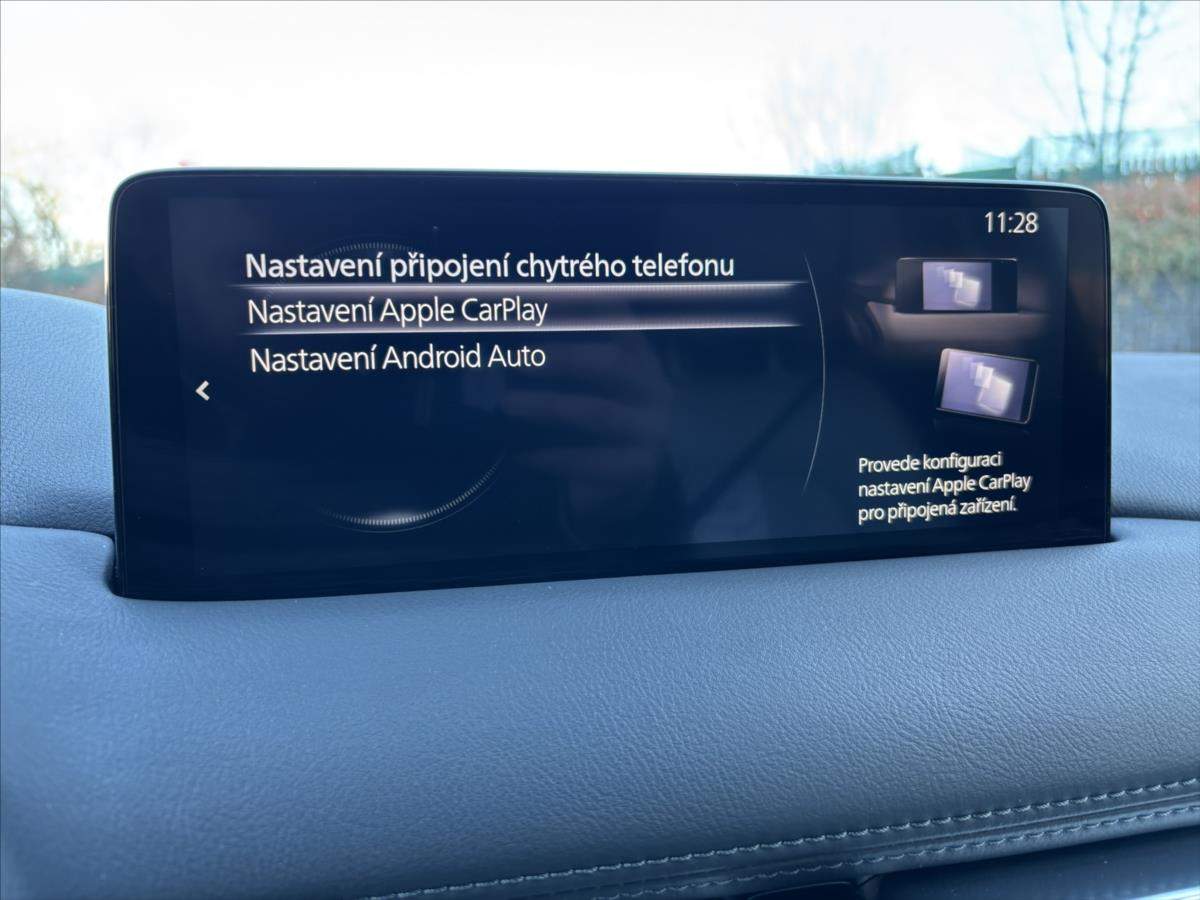 11:28
Nastavení připojení chytrého telefonu
Nastavení Apple CarPlay
Nastavení Android Auto
Provede konfiguraci
nastavení Apple CarPlay
pro připojená zařízení.